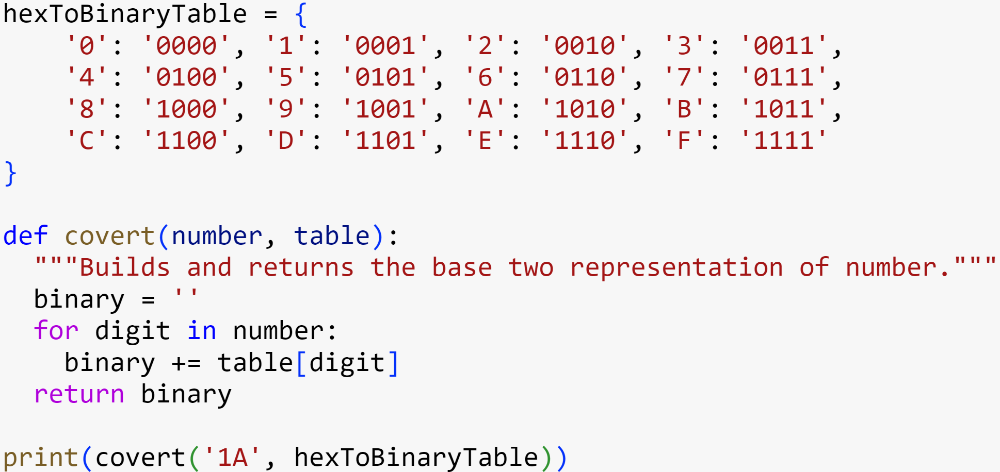 hexToBinaryTable = {
    '0': '0000', '1': '0001', '2': '0010', '3': '0011',
    '4': '0100', '5': '0101', '6': '0110', '7': '0111',
    '8': '1000', '9': '1001', 'A': '1010', 'B': '1011',
    'C': '1100', 'D': '1101', 'E': '1110', 'F': '1111'
}

def covert(number, table):
  """Builds and returns the base two representation of number."""
  binary = ''
  for digit in number:
    binary += table[digit]
  return binary

print(covert('1A', hexToBinaryTable))